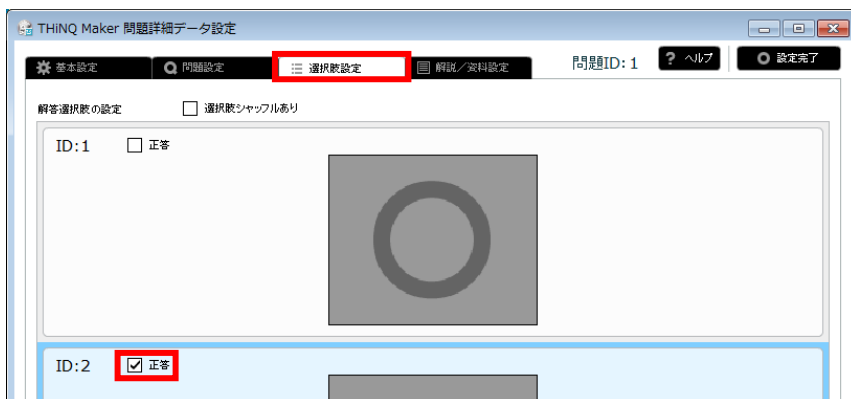 THiNQ Maker 問題詳細データ設定
基本設定 問題設定 選択肢設定 解説／資料設定 問題ID: 1 ? ヘルプ 設定完了
解答選択肢の設定 選択肢シャッフルあり
ID:1 正答
ID:2 正答